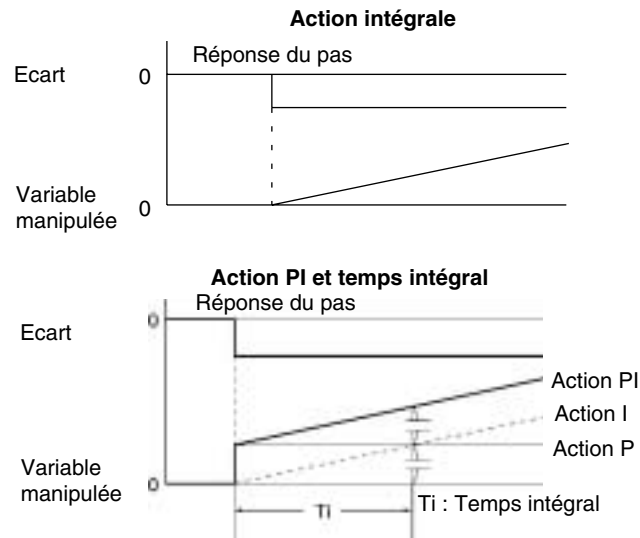 Action intégrale
Réponse du pas
Ecart
0
Variable
manipulée
0
Action PI et temps intégral
Réponse du pas
0
Ecart
Action PI
Action I
Action P
Variable
manipulée
0
Ti
Ti : Temps intégral